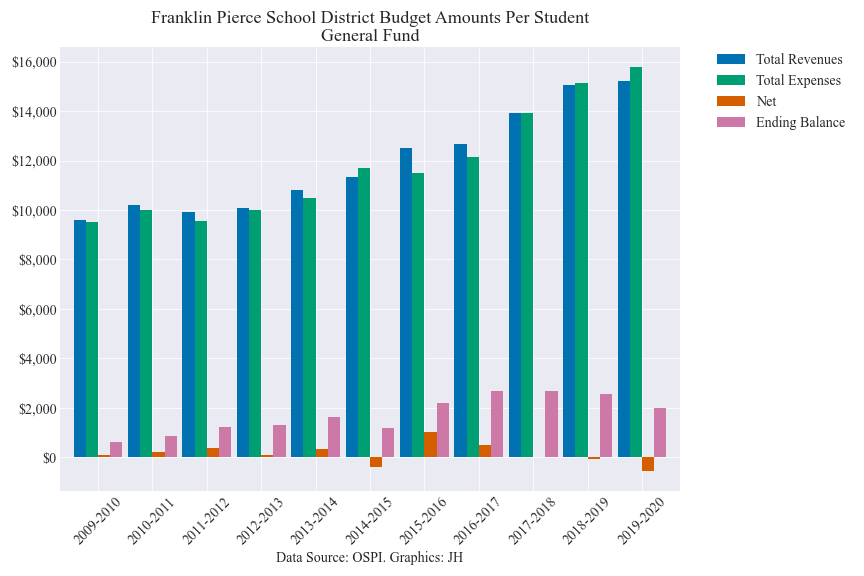 Franklin Pierce School District Budget Amounts Per Student
General Fund
$16,000
$14,000
$12,000
$10,000
$8,000
$6,000
$4,000
$2,000
$0
Total Revenues
Total Expenses
Net
Ending Balance
2009-2010
2010-2011
2011-2012
2012-2013
2013-2014
2014-2015
2015-2016
2016-2017
2017-2018
2018-2019
2019-2020
Data Source: OSPI. Graphics: JH